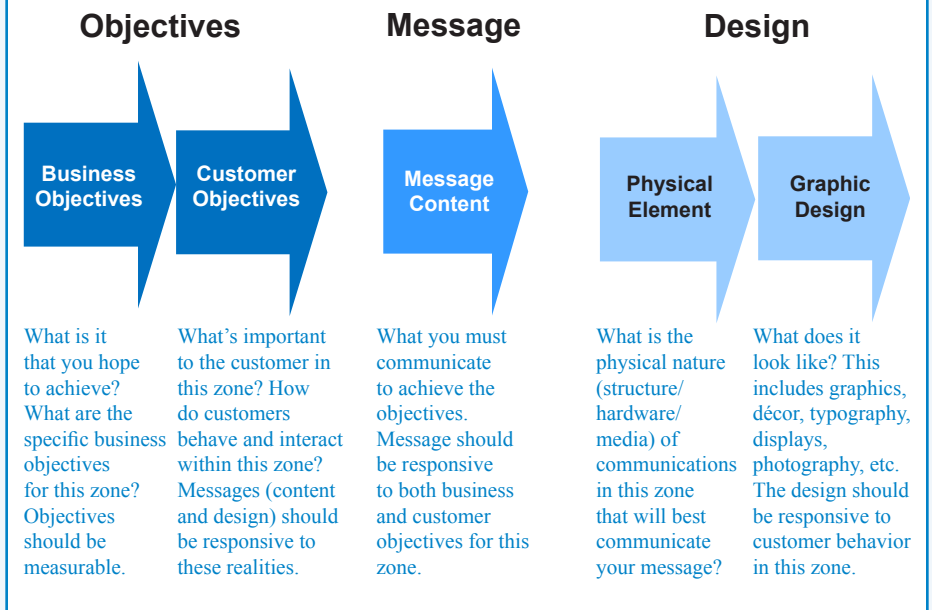 Objectives
Message
Design
Business
Objectives
Customer
Objectives
Message
Content
Physical
Element
Graphic
Design
What is it
that you hope
to achieve?
What are the
specific business
objectives
for this zone?
Objectives
should be
measurable.
What’s important
to the customer in
this zone? How
do customers
behave and interact
within this zone?
Messages (content
and design) should
be responsive to
these realities.
What you must
communicate
to achieve the
objectives.
Message should
be responsive
to both business
and customer
objectives for this
zone.
What is the
physical nature
(structure/
hardware/
media) of
communications
in this zone
that will best
communicate
your message?
What does it
look like? This
includes graphics,
décor, typography,
displays,
photography, etc.
The design should
be responsive to
customer behavior
in this zone.